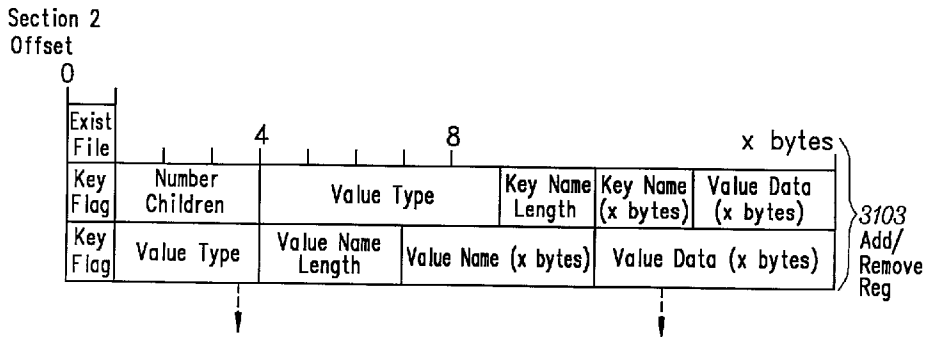 Section 2
Offset
0
Exist
File
4
8
x bytes
Key
Flag
Number
Children
Value Type
Key Name
Length
Key Name
(x bytes)
Value Data
(x bytes)
Key
Flag
Value Type
Value Name
Length
Value Name (x bytes)
Value Data (x bytes)
3103
Add/
Remove
Reg